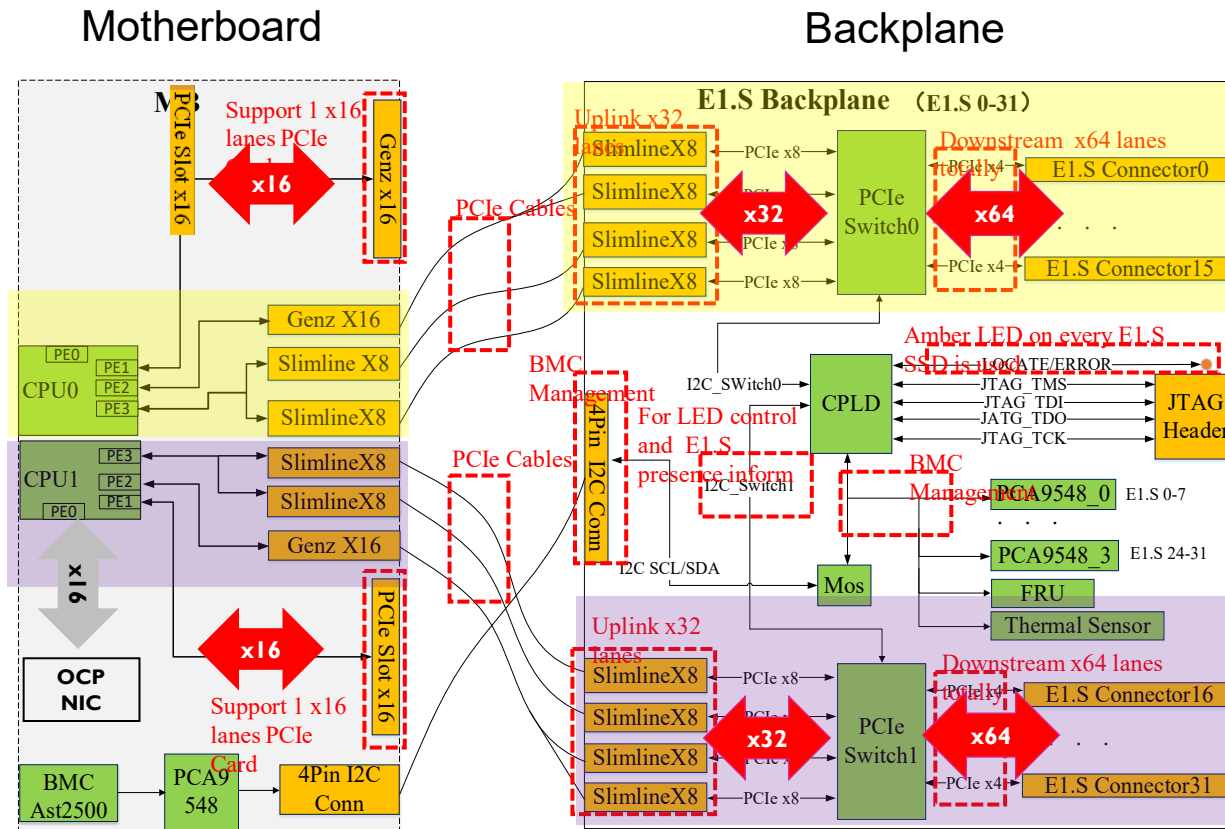 Motherboard
Backplane
PCIe Slot x16
Support 1 x16
lanes PCIe
x16
Genz x16
PE0
PE1
PE2
PE3
CPU0
Genz X16
Slimline X8
SlimlineX8
CPU1
PE3
PE2
PE1
PE0
SlimlineX8
SlimlineX8
Genz X16
x16
OCP
NIC
x16
PCIe Slot x16
Support 1 x16
lanes PCIe
Card
BMC
Ast2500
PCA9
548
4Pin I2C
Conn
PCIe Cables
PCIe Cables
E1.S Backplane (E1.S 0-31)
Uplink x32
lanes
SlimlineX8
SlimlineX8
SlimlineX8
SlimlineX8
PCIe x8
PCIe x8
PCIe x8
x32
PCIe
Switch0
Downstream x64 lanes
totally
PCIe x4
x64
PCIe x4
E1.S Connector0
. . .
E1.S Connector15
BMC
Management
4Pin I2C Conn
I2C_SWitch0
For LED control
and E1.S
presence inform
I2C_Switch1
I2C SCL/SDA
CPLD
Amber LED on every E1.S
SSD is used
LOCATE/ERROR
JTAG_TMS
JTAG_TDI
JATG_TDO
JTAG_TCK
JTAG
Header
BMC
Management
PCA9548_0
E1.S 0-7
. . .
PCA9548_3
E1.S 24-31
Mos
FRU
Thermal Sensor
Uplink x32
lanes
SlimlineX8
SlimlineX8
SlimlineX8
SlimlineX8
PCIe x8
PCIe x8
x32
PCIe
Switch1
Downstream x64 lanes
totally
PCIe x4
x64
PCIe x4
E1.S Connector16
. .
E1.S Connector31